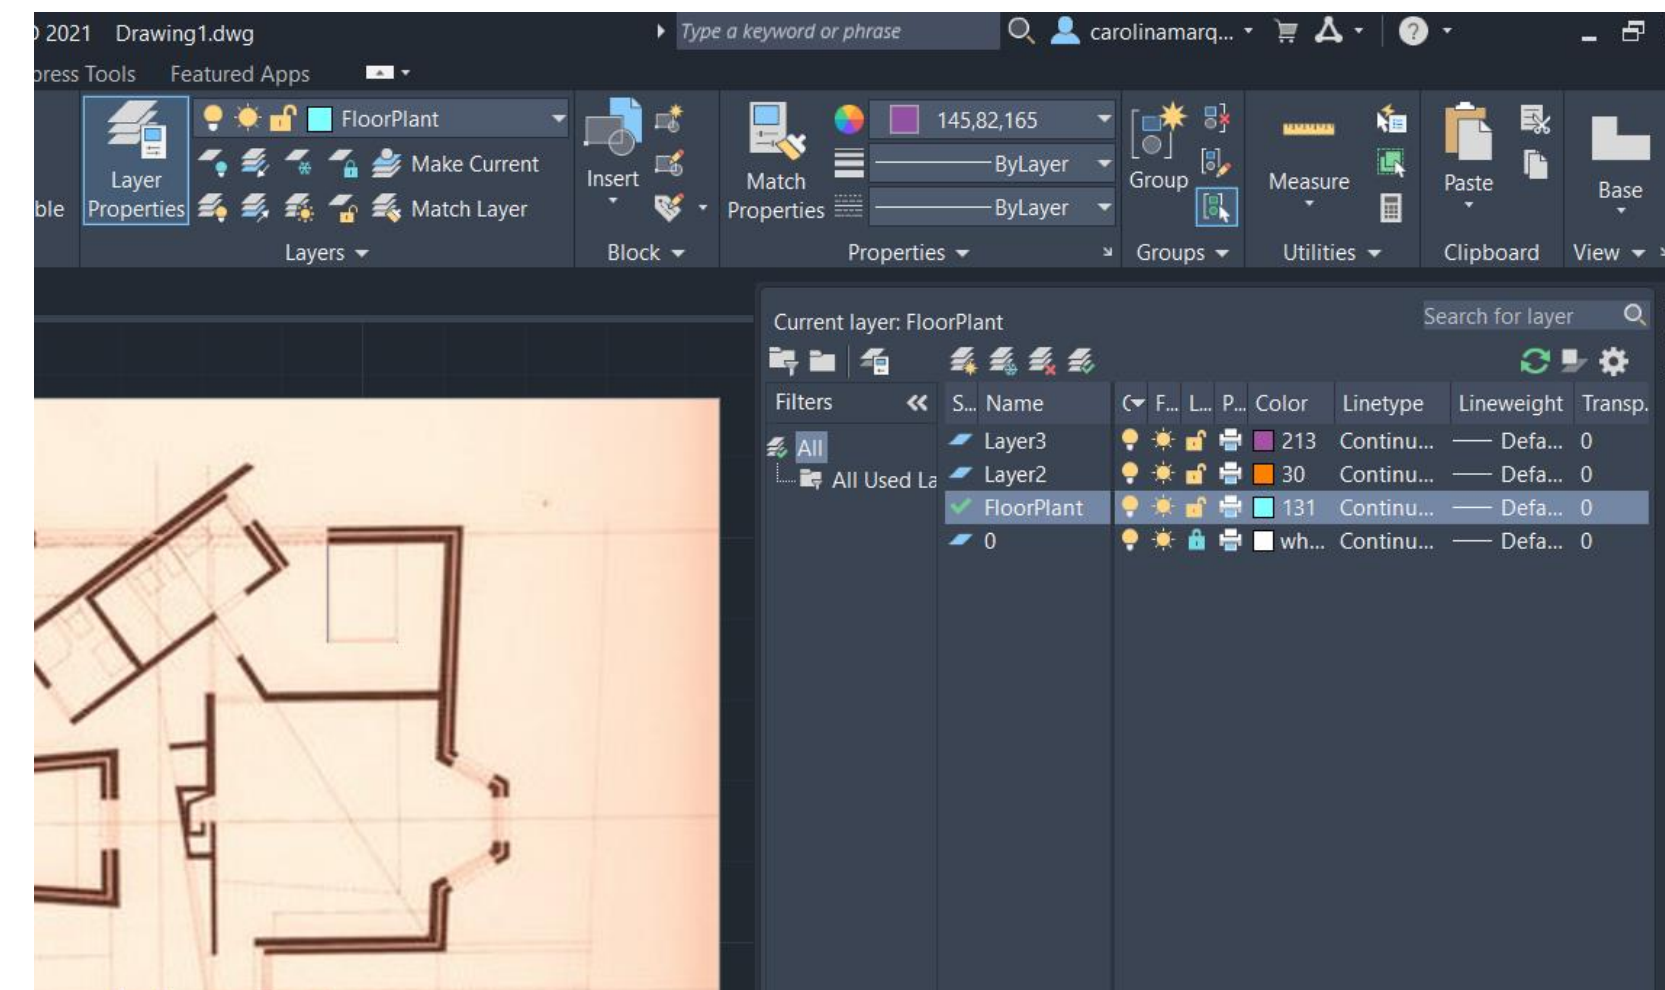 2021 Drawing1.dwg Type a keyword or phrase carolinamarq... ?
Tools Featured Apps
FloorPlant
145,82,165
Make Current
ByLayer
Layer Properties
Match Layer
Insert
Match Properties
ByLayer
Group
Measure
Paste
Base
Layers Block Properties Groups Utilities Clipboard View
Current layer: FloorPlant Search for layer
Filters S... Name F... L... P... Color Linetype Lineweight Transp.
All Layer3 213 Continu... Defa... 0
All Used La Layer2 30 Continu... Defa... 0
FloorPlant 131 Continu... Defa... 0
0 wh... Continu... Defa... 0